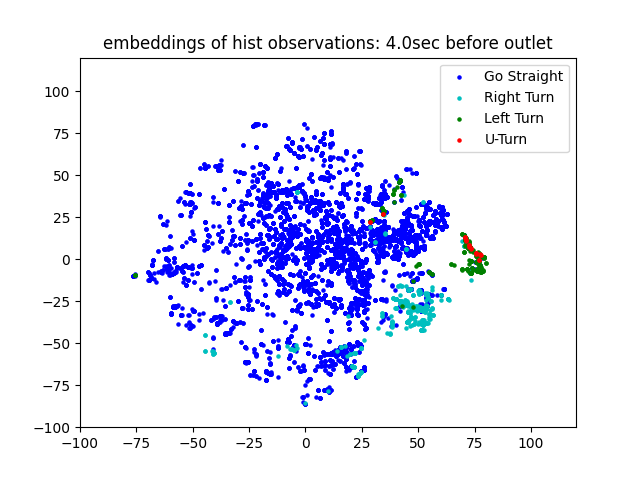 embeddings of hist observations: 4.0sec before outlet
Go Straight
Right Turn
Left Turn
U-Turn
100
75
50
25
0
−25
−50
−75
−100
−100 −75 −50 −25 0 25 50 75 100